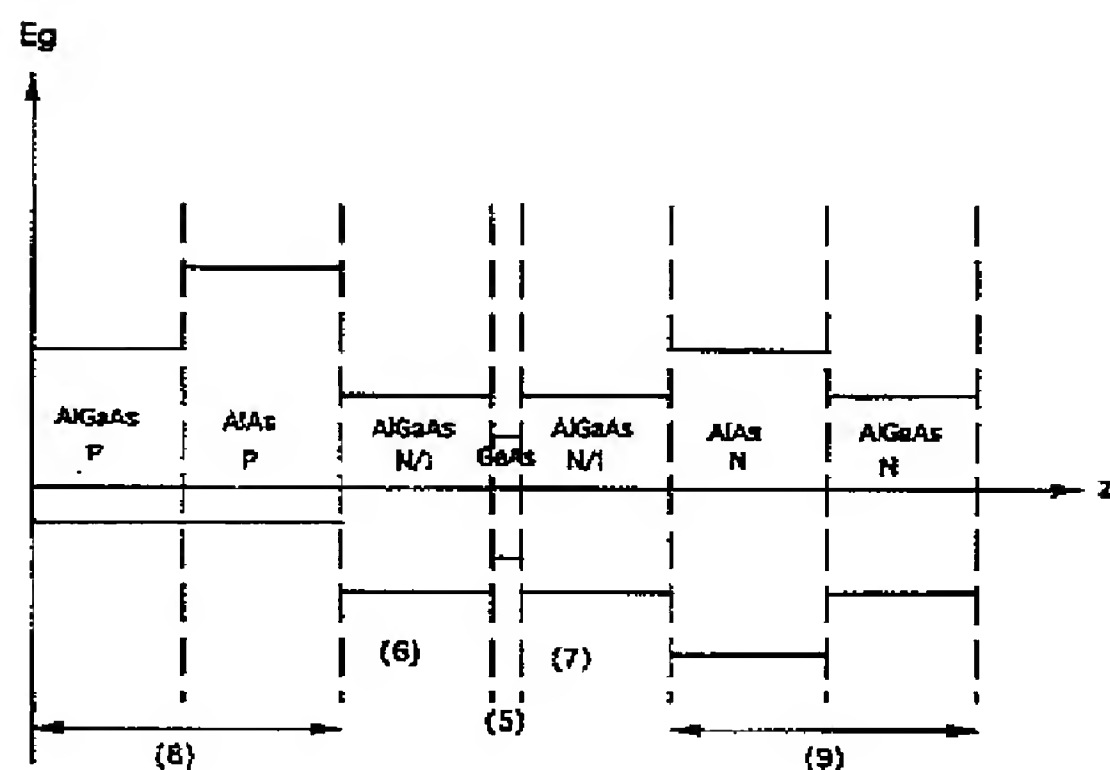 Eg
AlGaAs
P
AlAs
P
AlGaAs
N/I
GaAs
AlGaAs
N/I
AlAs
N
AlGaAs
N
z
(6)
(7)
(5)
(8)
(9)